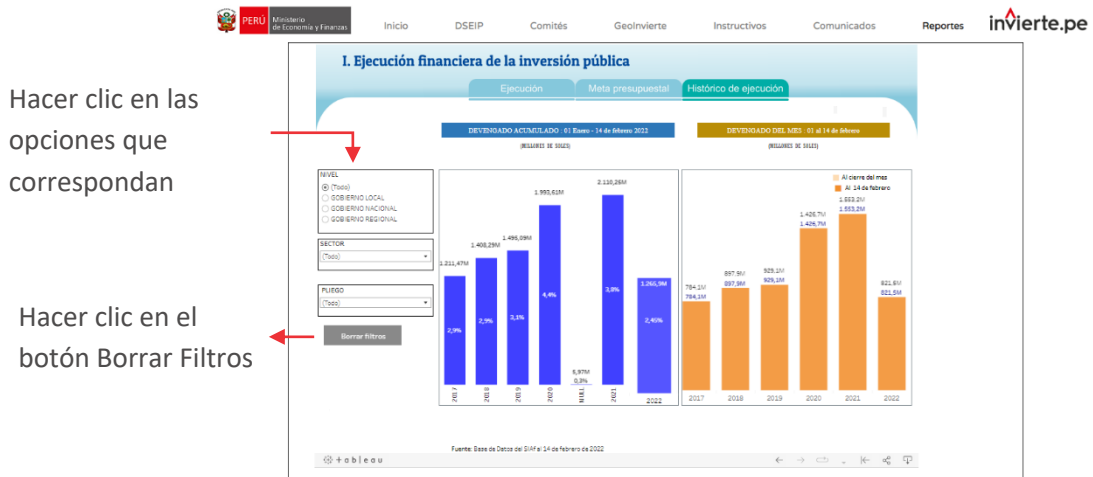 PERÚ Ministerio de Economía y Finanzas
Inicio DSEIP Comités GeoInvierte Instructivos Comunicados Reportes
invierte.pe
I. Ejecución financiera de la inversión pública
Ejecución Meta presupuestal Histórico de ejecución
Hacer clic en las
opciones que
correspondan
Hacer clic en el
botón Borrar Filtros
DEVENGADO ACUMULADO : 01 Enero - 14 de febrero 2022
(MILLONES DE SOLES)
DEVENGADO DEL MES : 01 al 14 de febrero
(MILLONES DE SOLES)
NIVEL
(Todo)
GOBIERNO LOCAL
GOBIERNO NACIONAL
GOBIERNO REGIONAL
SECTOR
(Todo)
PLIEGO
(Todo)
Borrar filtros
1.211,47M
1.408,29M
1.495,09M
1.993,61M
5,97M
2.110,26M
1.265,9M
2,9%
2,9%
3,1%
4,4%
0,3%
3,8%
2,45%
2017 2018 2019 2020 NULL 2021 2022
Al cierre del mes
Al 14 de febrero
784,1M
784,1M
897,9M
897,9M
929,1M
929,1M
1.426,7M
1.426,7M
1.553,2M
1.553,2M
821,5M
821,5M
2017 2018 2019 2020 2021 2022
Fuente: Base de Datos del SIAf al 14 de febrero de 2022
+ableau